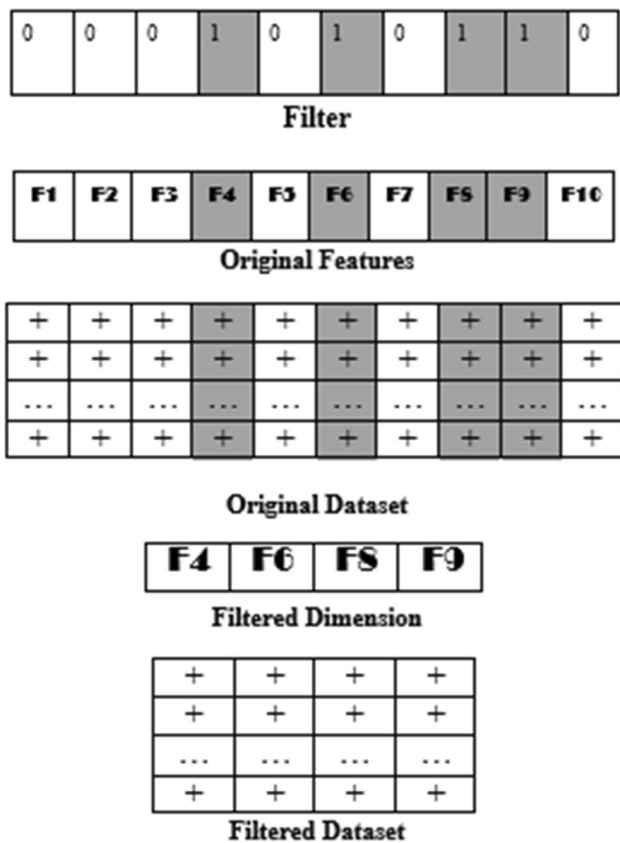 0 0 0 1 0 1 0 1 1 0
Filter
F1 F2 F3 F4 F5 F6 F7 F8 F9 F10
Original Features
+ + + + + + + + + +
+ + + + + + + + + +
... ... ... ... ... ... ... ... ... ...
+ + + + + + + + + +
Original Dataset
F4 F6 F8 F9
Filtered Dimension
+ + + +
+ + + +
... ... ... ...
+ + + +
Filtered Dataset